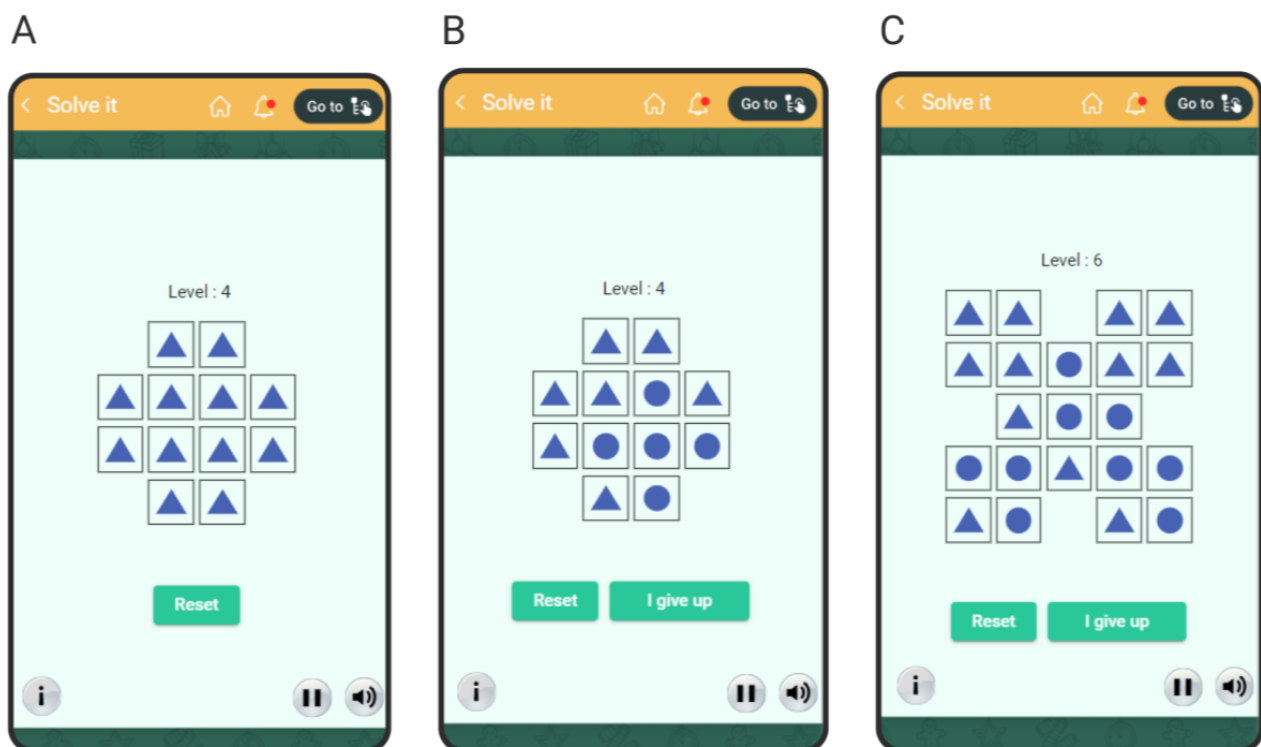 A
B
C
Solve it
Go to
Level : 4
Reset
i
Solve it
Go to
Level : 4
Reset
I give up
i
Solve it
Go to
Level : 6
Reset
I give up
i